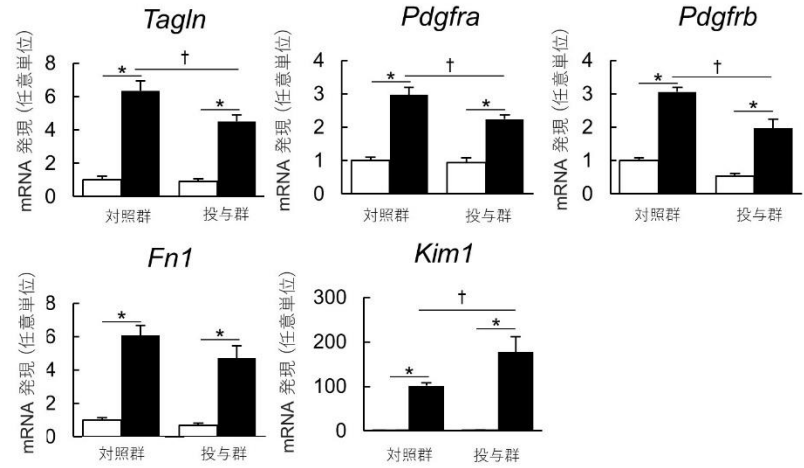 Tagln
Pdgfra
Pdgfrb
mRNA 発現 (任意単位)
8
6
4
2
0
*
†
*
対照群
投与群
mRNA 発現 (任意単位)
4
3
2
1
0
*
†
*
対照群
投与群
mRNA 発現 (任意単位)
4
3
2
1
0
*
†
*
対照群
投与群
Fn1
Kim1
mRNA 発現 (任意単位)
8
6
4
2
0
*
*
対照群
投与群
mRNA 発現 (任意単位)
300
200
100
0
*
†
*
対照群
投与群